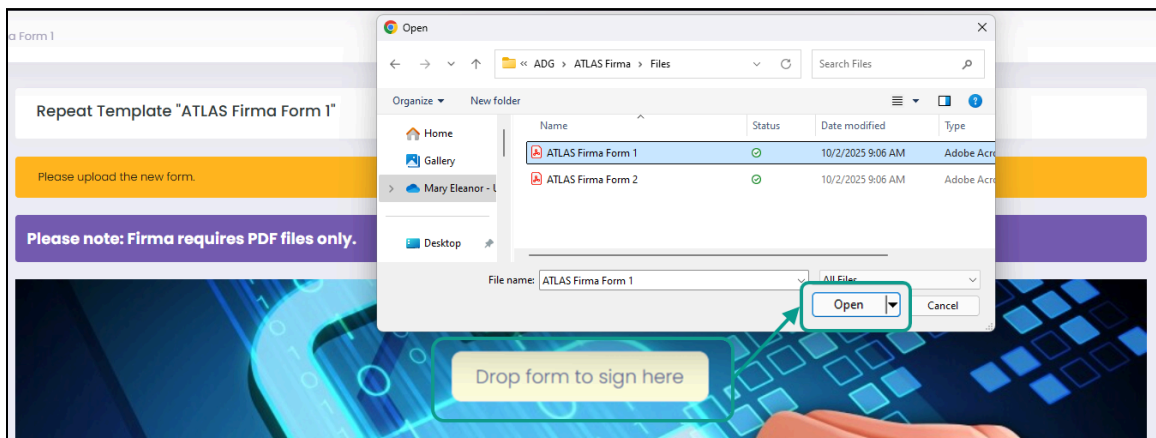 a Form 1
Open
« ADG > ATLAS Firma > Files
Search Files
Organize
New folder
Name
Status
Date modified
Type
Home
Gallery
Mary Eleanor - U
Desktop
ATLAS Firma Form 1
10/2/2025 9:06 AM
Adobe Acro
ATLAS Firma Form 2
10/2/2025 9:06 AM
Adobe Acro
File name:
ATLAS Firma Form 1
All Files
Open
Cancel
Repeat Template "ATLAS Firma Form 1"
Please upload the new form.
Please note: Firma requires PDF files only.
Drop form to sign here